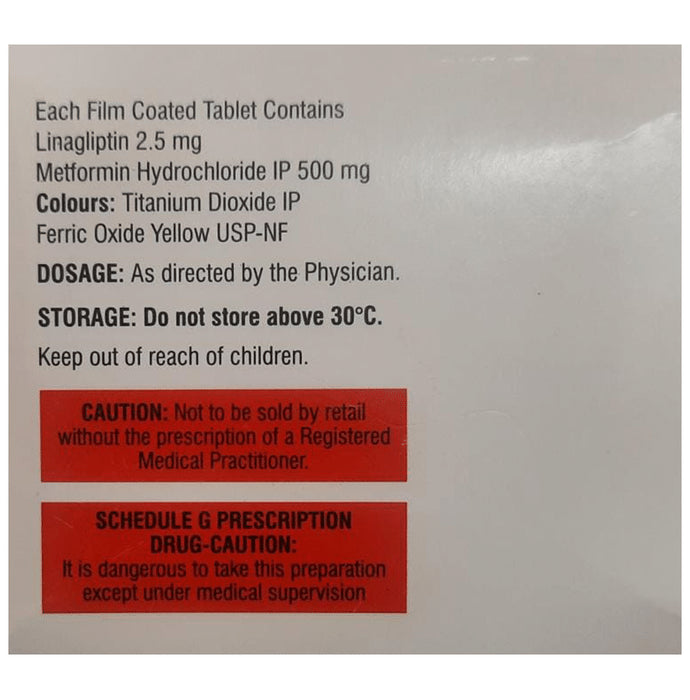 Each Film Coated Tablet Contains
Linagliptin 2.5 mg
Metformin Hydrochloride IP 500 mg
Colours: Titanium Dioxide IP
Ferric Oxide Yellow USP-NF
DOSAGE: As directed by the Physician.
STORAGE: Do not store above 30°C.
Keep out of reach of children.
CAUTION: Not to be sold by retail
without the prescription of a Registered
Medical Practitioner.
SCHEDULE G PRESCRIPTION
DRUG-CAUTION:
It is dangerous to take this preparation
except under medical supervision